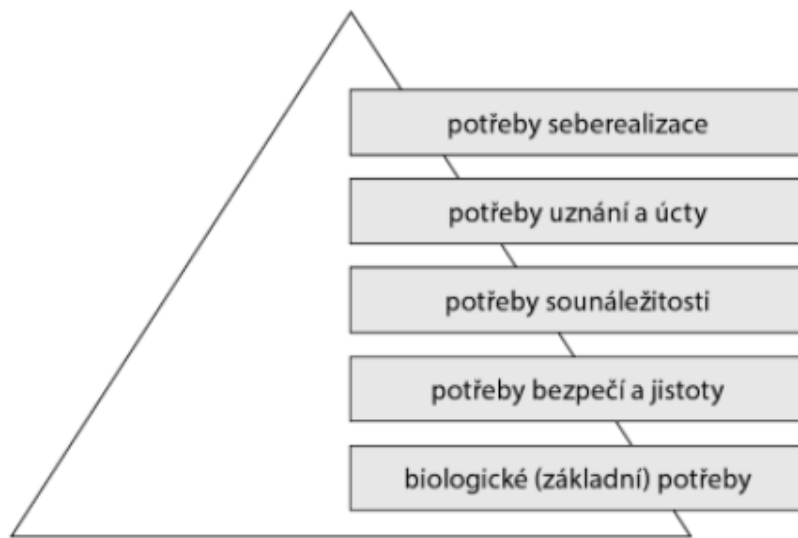 potřeby seberealizace
potřeby uznání a úcty
potřeby sounáležitosti
potřeby bezpečí a jistoty
biologické (základní) potřeby